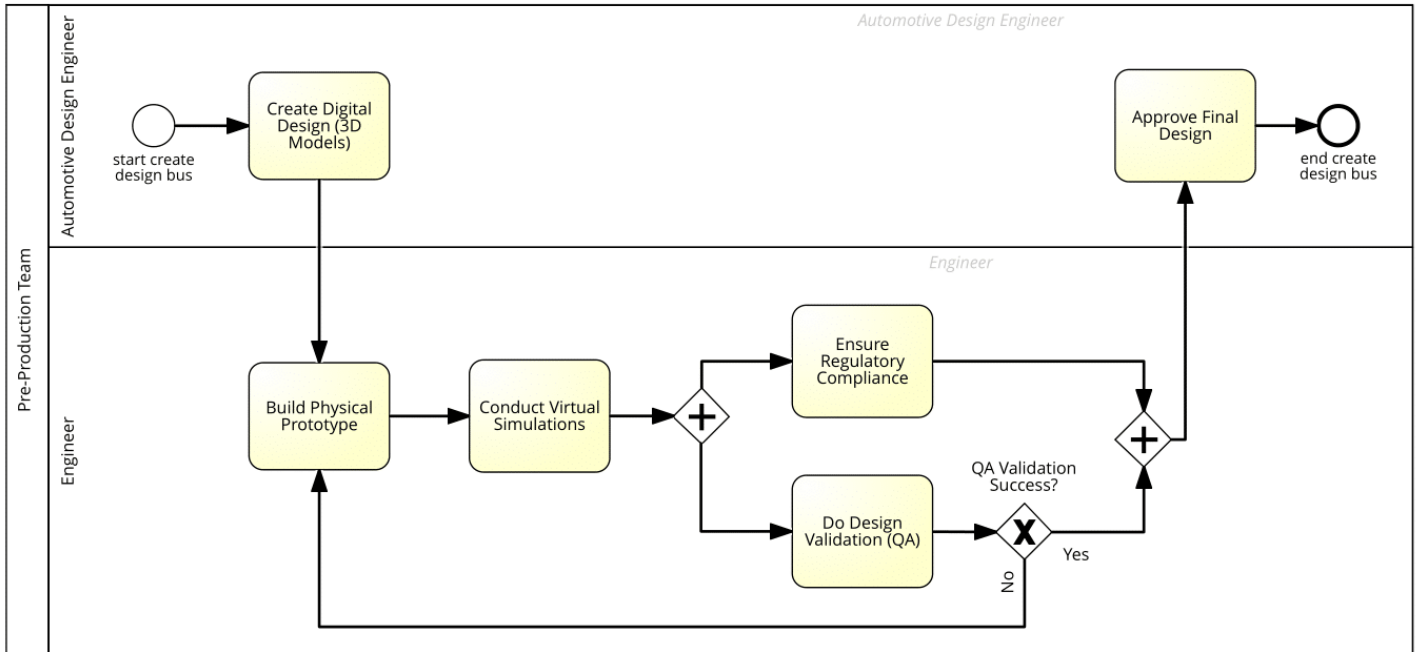 Automotive Design Engineer
Automotive Design Engineer
Create Digital
Design (3D
Models)
start create
design bus
Approve Final
Design
end create
design bus
Pre-Production Team
Engineer
Engineer
Ensure
Regulatory
Compliance
Build Physical
Prototype
Conduct Virtual
Simulations
QA Validation
Success?
Do Design
Validation (QA)
Yes
No